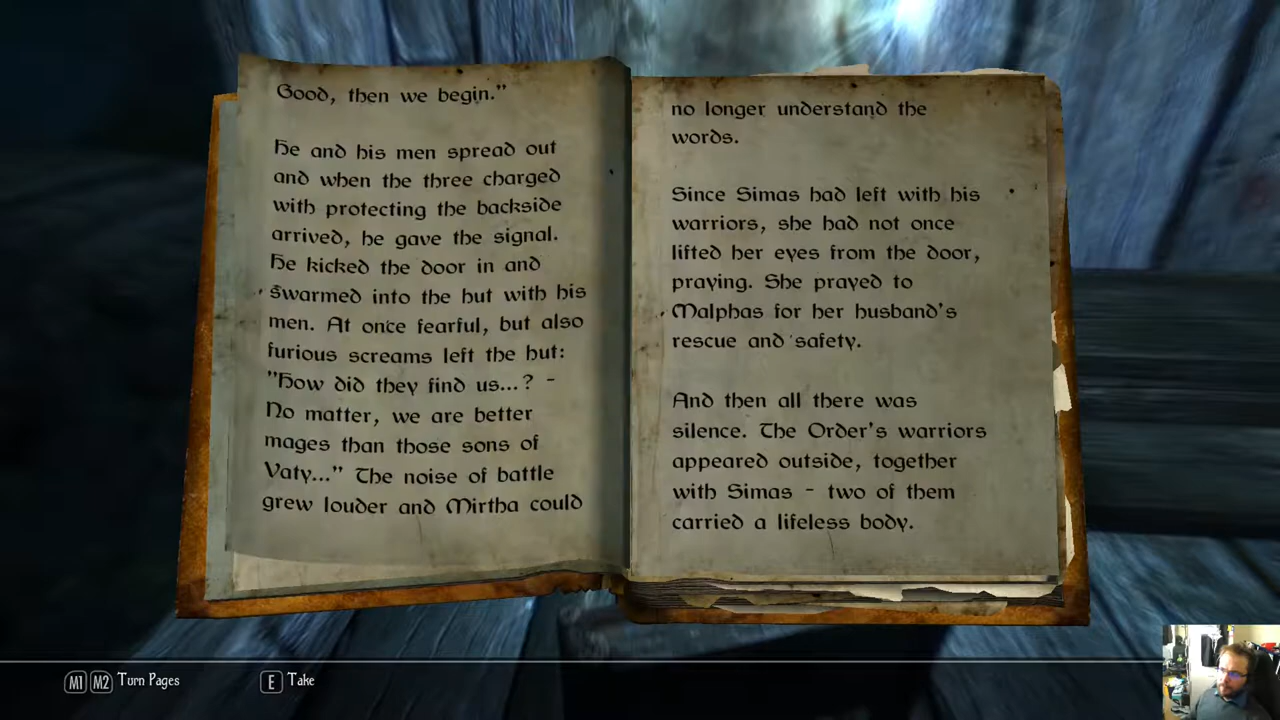 Good, then we begin."
He and his men spread out
and when the three charged
with protecting the backside
arrived, he gave the signal.
He kicked the door in and
swarmed into the hut with his
men. At once fearful, but also
furious screams left the hut:
"How did they find us...? -
No matter, we are better
mages than those sons of
Vaty..." The noise of battle
grew louder and Mirtha could
no longer understand the
words.
Since Simas had left with his
warriors, she had not once
lifted her eyes from the door,
praying. She prayed to
Malphas for her husband's
rescue and safety.
And then all there was
silence. The Order's warriors
appeared outside, together
with Simas - two of them
carried a lifeless body.
M1 M2 Turn Pages
E Take